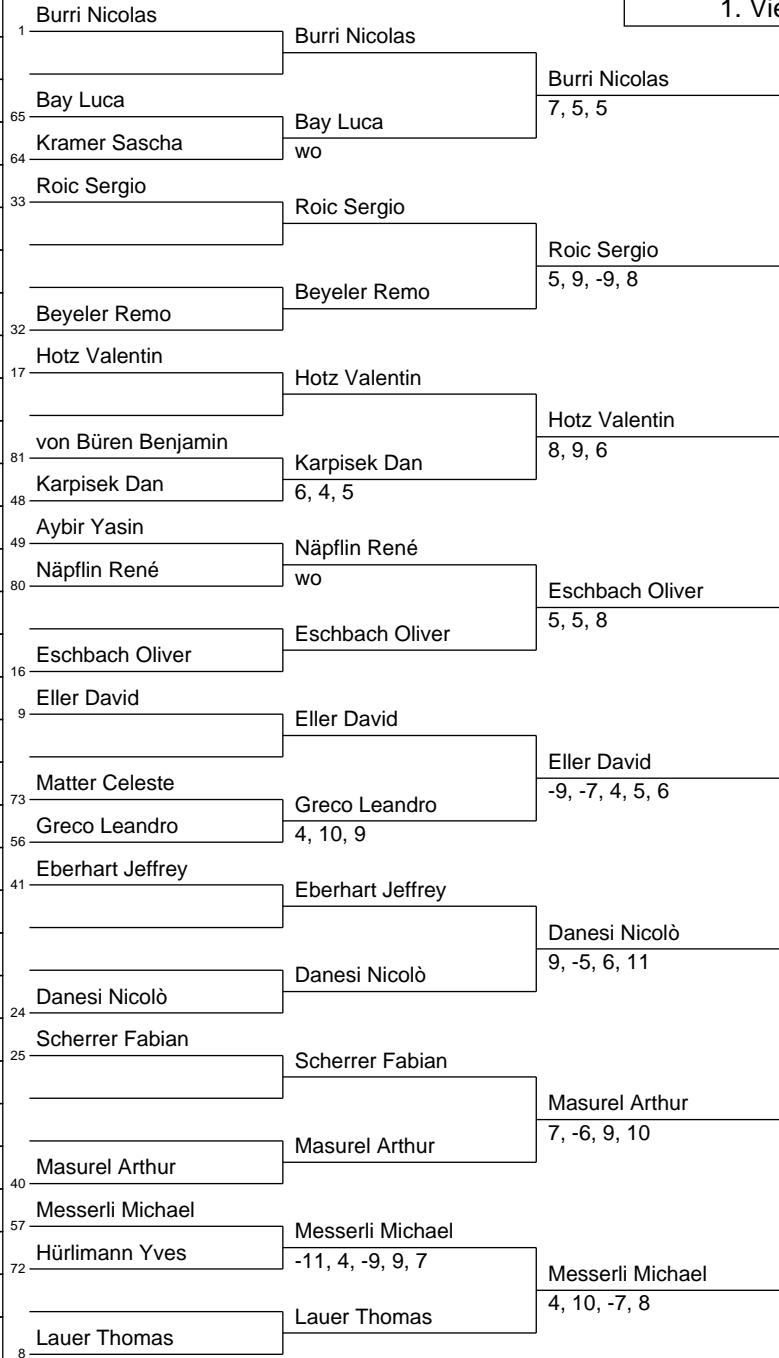 1. Vie
1 Burri Nicolas
65 Bay Luca
64 Kramer Sascha
33 Roic Sergio
32 Beyeler Remo
17 Hotz Valentin
81 von Büren Benjamin
48 Karpisek Dan
49 Aybir Yasin
80 Näpflin René
16 Eschbach Oliver
9 Eller David
73 Matter Celeste
56 Greco Leandro
41 Eberhart Jeffrey
24 Danesi Nicolò
25 Scherrer Fabian
40 Masurel Arthur
57 Messerli Michael
72 Hürlimann Yves
8 Lauer Thomas
Burri Nicolas
Bay Luca
wo
Roic Sergio
Beyeler Remo
Hotz Valentin
Karpisek Dan
6, 4, 5
Näpflin René
wo
Eschbach Oliver
Eller David
Greco Leandro
4, 10, 9
Eberhart Jeffrey
Danesi Nicolò
Scherrer Fabian
Masurel Arthur
Messerli Michael
-11, 4, -9, 9, 7
Lauer Thomas
Burri Nicolas
7, 5, 5
Roic Sergio
5, 9, -9, 8
Hotz Valentin
8, 9, 6
Eschbach Oliver
5, 5, 8
Eller David
-9, -7, 4, 5, 6
Danesi Nicolò
9, -5, 6, 11
Masurel Arthur
7, -6, 9, 10
Messerli Michael
4, 10, -7, 8